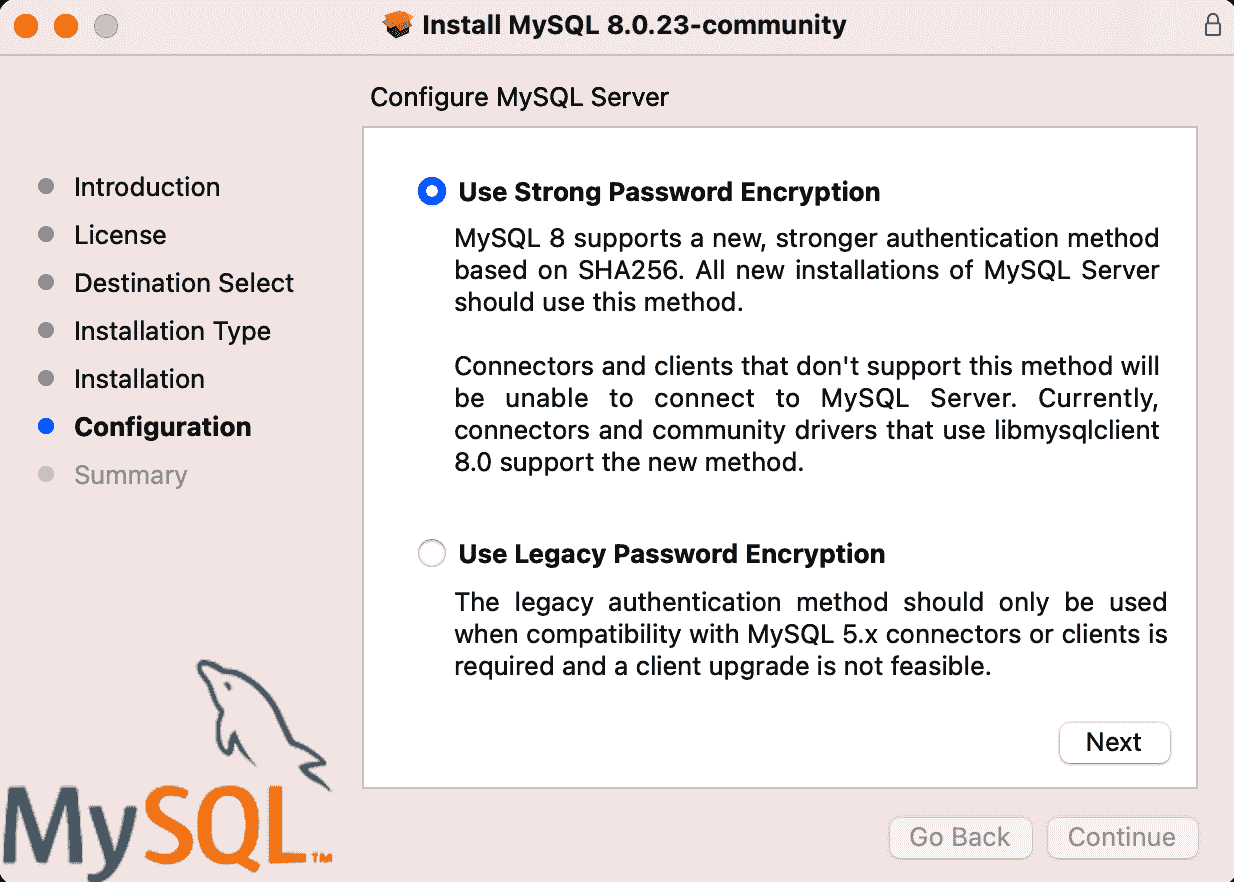 Install MySQL 8.0.23-community
Configure MySQL Server
Introduction
License
Destination Select
Installation Type
Installation
Configuration
Summary
Use Strong Password Encryption
MySQL 8 supports a new, stronger authentication method
based on SHA256. All new installations of MySQL Server
should use this method.
Connectors and clients that don't support this method will
be unable to connect to MySQL Server. Currently,
connectors and community drivers that use libmysqlclient
8.0 support the new method.
Use Legacy Password Encryption
The legacy authentication method should only be used
when compatibility with MySQL 5.x connectors or clients is
required and a client upgrade is not feasible.
Next
MySQL™
Go Back
Continue